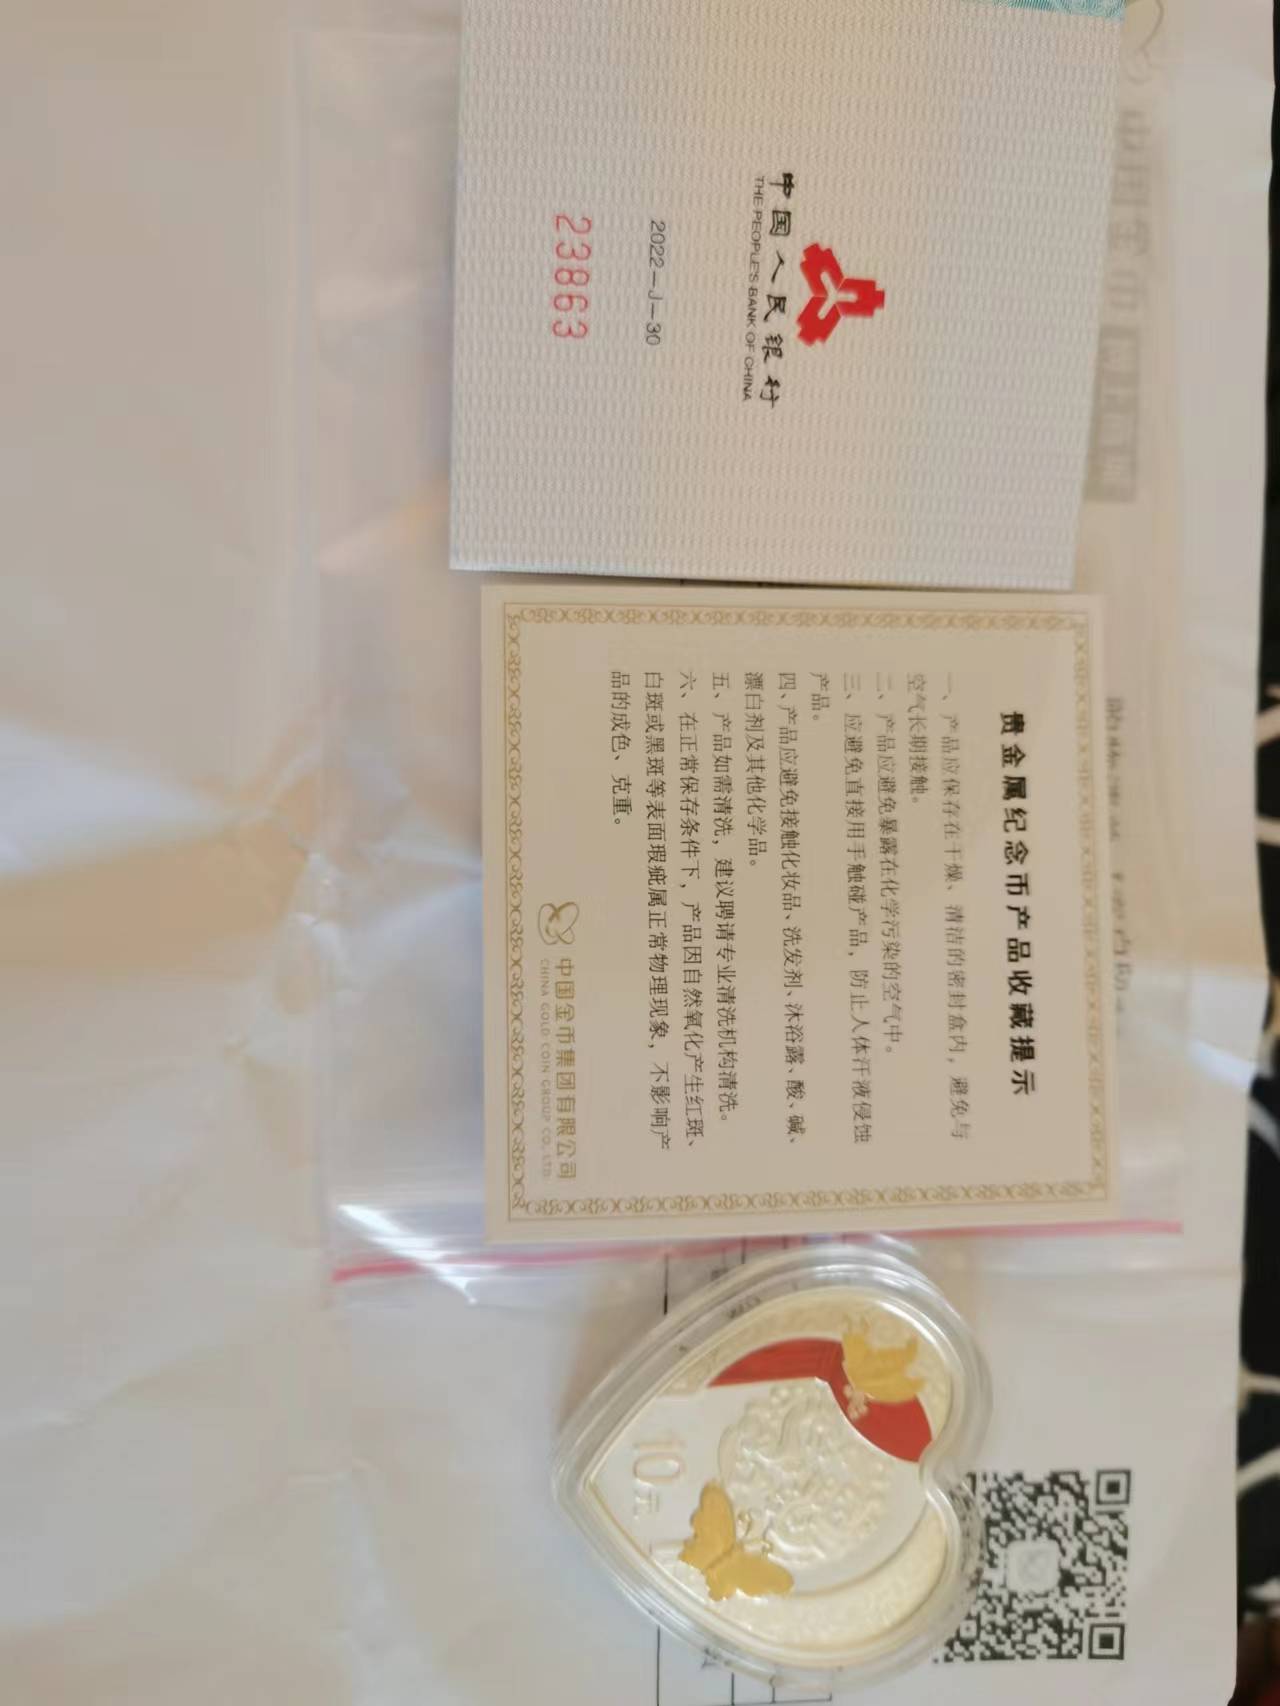 中国人民银行
THE PEOPLE'S BANK OF CHINA
2022-J-30
23863
贵金属纪念币产品收藏提示
一、产品应保存在干燥、清洁的密封盒内，避免与
空气长期接触。
二、产品应避免暴露在化学污染的空气中。
三、应避免直接用手触碰产品，防止人体汗液侵蚀
产品。
四、产品应避免接触化妆品、洗发剂、沐浴露、酸、碱、
漂白剂及其他化学品。
五、产品如需清洗，建议聘请专业清洗机构清洗。
六、在正常保存条件下，产品因自然氧化产生红斑、
白斑或黑斑等表面瑕疵属正常物理现象，不影响产
品的成色、克重。
中国金币集团有限公司
CHINA GOLD COIN GROUP CO.,LTD.
10元